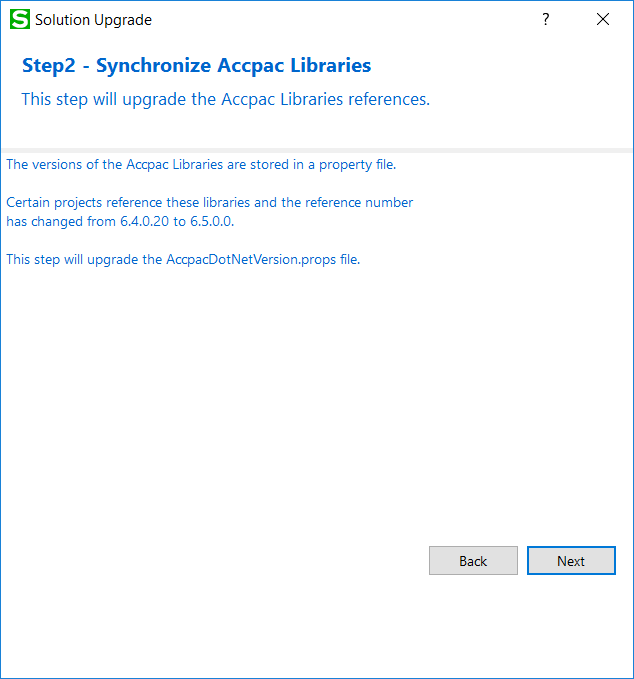 S Solution Upgrade ?
Step2 - Synchronize Accpac Libraries
This step will upgrade the Accpac Libraries references.
The versions of the Accpac Libraries are stored in a property file.
Certain projects reference these libraries and the reference number
has changed from 6.4.0.20 to 6.5.0.0.
This step will upgrade the AccpacDotNetVersion.props file.
Back Next